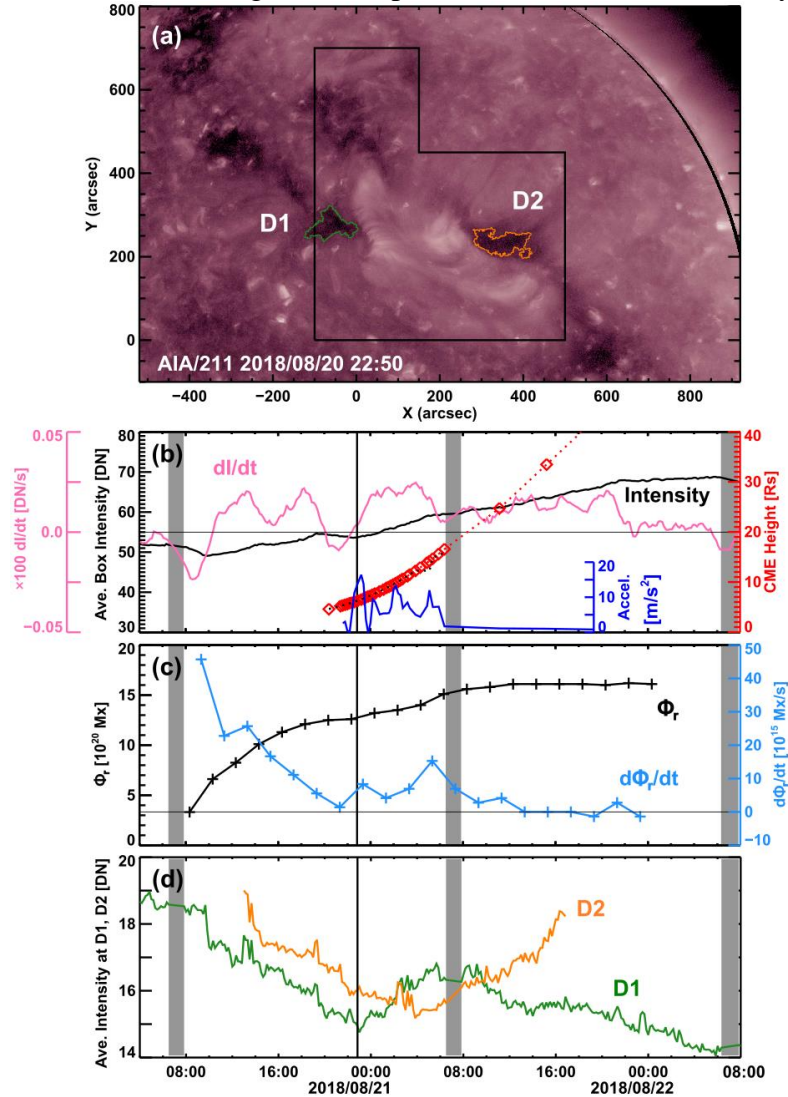 (a)
D1
D2
AIA/211 2018/08/20 22:50
Y (arcsec)
800
600
400
200
0
−400 −200 0 200 400 600 800
X (arcsec)
(b)
dI/dt
Intensity
×100 dI/dt [DN/s]
0.05
0.0
−0.05
Ave. Box Intensity [DN]
80
70
60
50
40
30
CME Height [Rs]
40
30
20
10
0
Accel.
[m/s²]
20
10
0
(c)
Φr
dΦr/dt
Φr [10²⁰ Mx]
20
15
10
5
0
dΦr/dt [10¹⁵ Mx/s]
50
40
30
20
10
0
−10
(d)
D2
D1
Ave. Intensity at D1, D2 [DN]
19
18
16
14
08:00 16:00 00:00 08:00 16:00 00:00 08:00
2018/08/21 2018/08/22